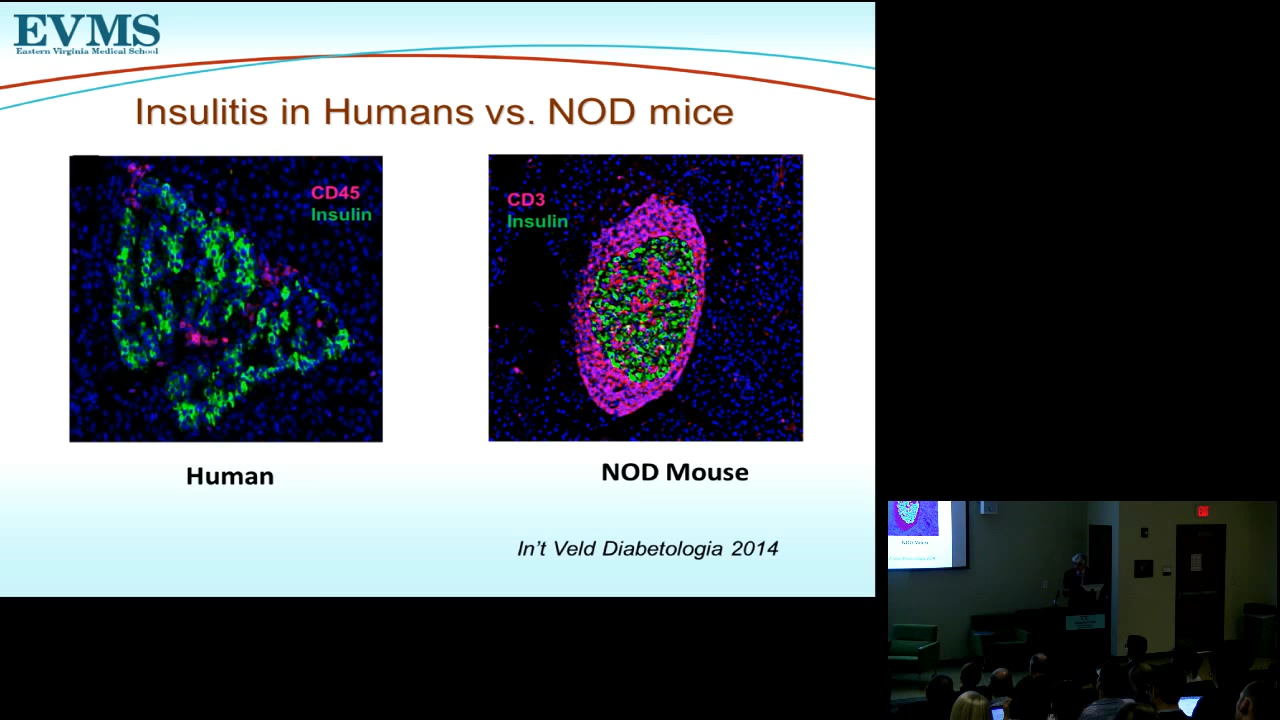 EVMS
Eastern Virginia Medical School
Insulitis in Humans vs. NOD mice
CD45
Insulin
CD3
Insulin
Human
NOD Mouse
In't Veld Diabetologia 2014